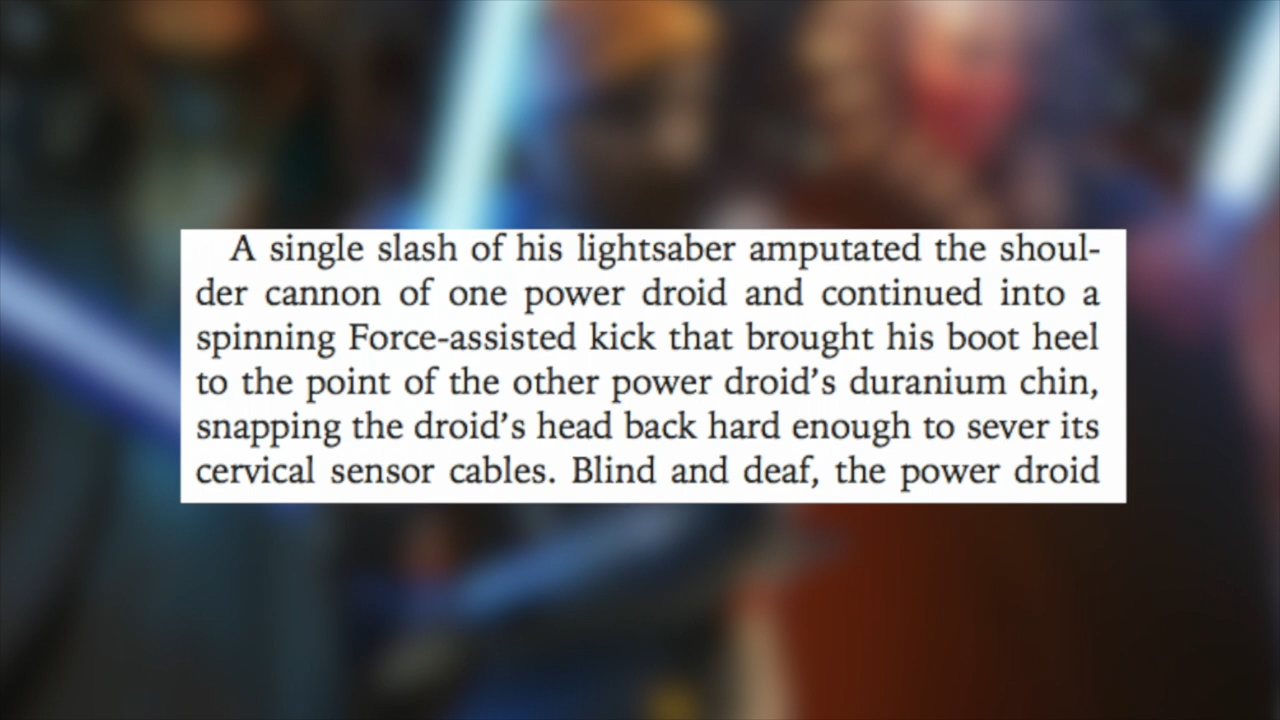 A single slash of his lightsaber amputated the shoul-
der cannon of one power droid and continued into a
spinning Force-assisted kick that brought his boot heel
to the point of the other power droid’s duranium chin,
snapping the droid’s head back hard enough to sever its
cervical sensor cables. Blind and deaf, the power droid